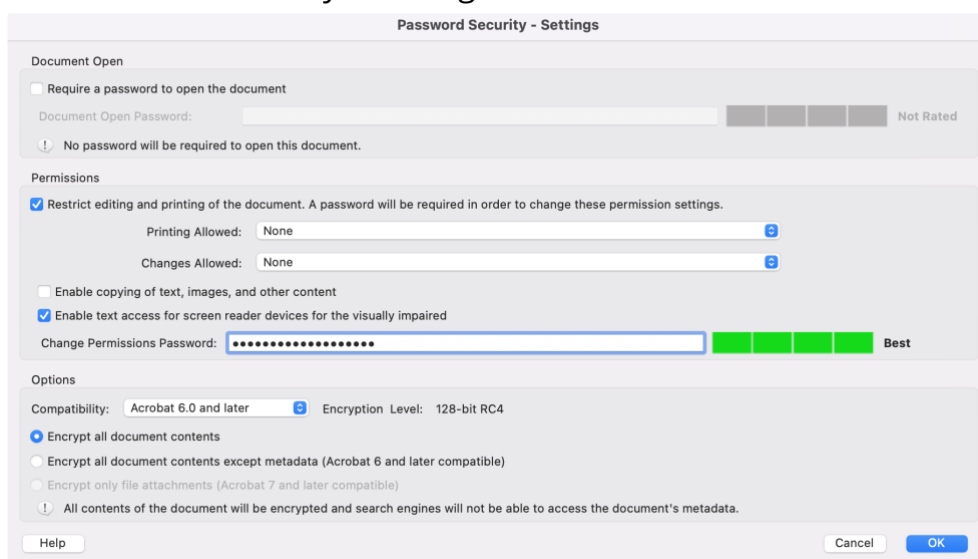 Password Security - Settings
Document Open
Require a password to open the document
Document Open Password: Not Rated
No password will be required to open this document.
Permissions
Restrict editing and printing of the document. A password will be required in order to change these permission settings.
Printing Allowed: None
Changes Allowed: None
Enable copying of text, images, and other content
Enable text access for screen reader devices for the visually impaired
Change Permissions Password: ••••••••••••••••••• Best
Options
Compatibility: Acrobat 6.0 and later Encryption Level: 128-bit RC4
Encrypt all document contents
Encrypt all document contents except metadata (Acrobat 6 and later compatible)
Encrypt only file attachments (Acrobat 7 and later compatible)
All contents of the document will be encrypted and search engines will not be able to access the document's metadata.
Help Cancel OK